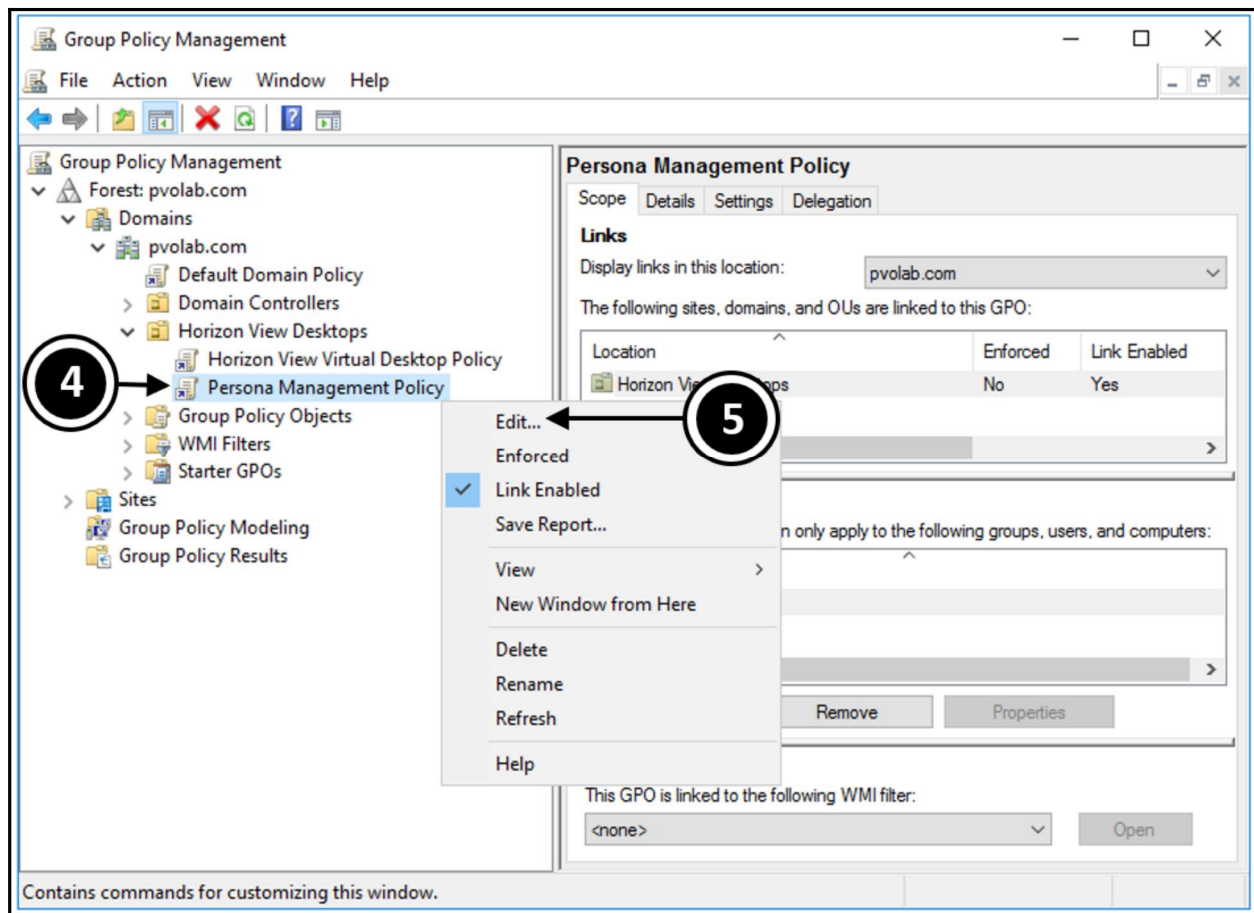 Group Policy Management
File Action View Window Help
Group Policy Management
Forest: pvolab.com
Domains
pvolab.com
Default Domain Policy
Domain Controllers
Horizon View Desktops
Horizon View Virtual Desktop Policy
Persona Management Policy
Group Policy Objects
WMI Filters
Starter GPOs
Sites
Group Policy Modeling
Group Policy Results
4
Edit...
5
Enforced
Link Enabled
Save Report...
View
New Window from Here
Delete
Rename
Refresh
Help
Persona Management Policy
Scope Details Settings Delegation
Links
Display links in this location: pvolab.com
The following sites, domains, and OUs are linked to this GPO:
Location Enforced Link Enabled
Horizon Vie ops No Yes
n only apply to the following groups, users, and computers:
Remove Properties
This GPO is linked to the following WMI filter:
<none> Open
Contains commands for customizing this window.